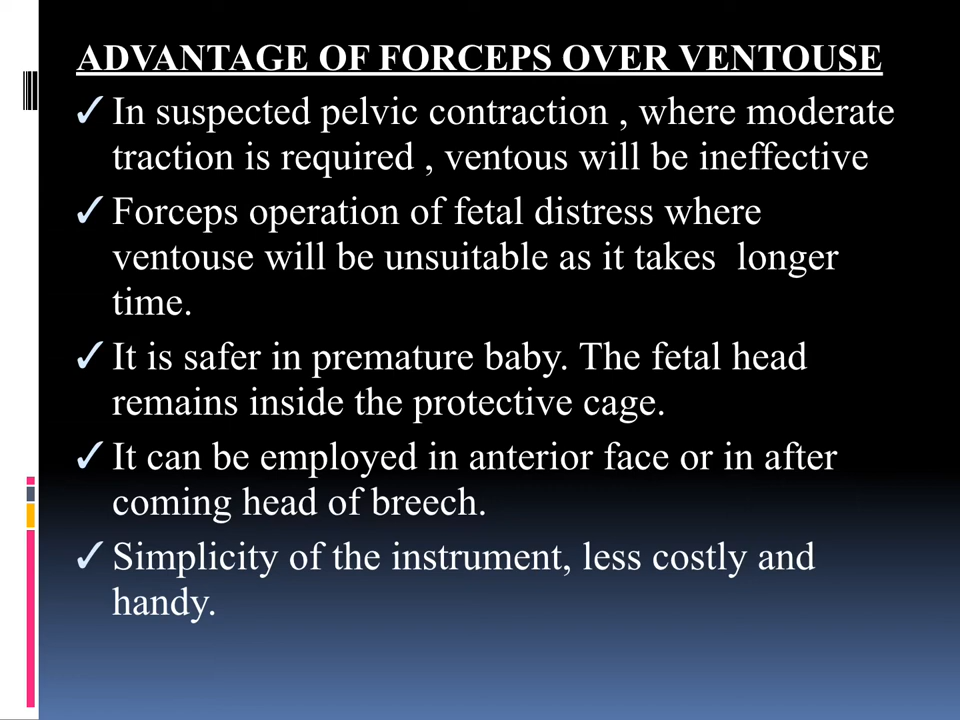 ADVANTAGE OF FORCEPS OVER VENTOUSE
✓ In suspected pelvic contraction , where moderate
traction is required , ventous will be ineffective
✓ Forceps operation of fetal distress where
ventouse will be unsuitable as it takes  longer
time.
✓ It is safer in premature baby. The fetal head
remains inside the protective cage.
✓ It can be employed in anterior face or in after
coming head of breech.
✓ Simplicity of the instrument, less costly and
handy.